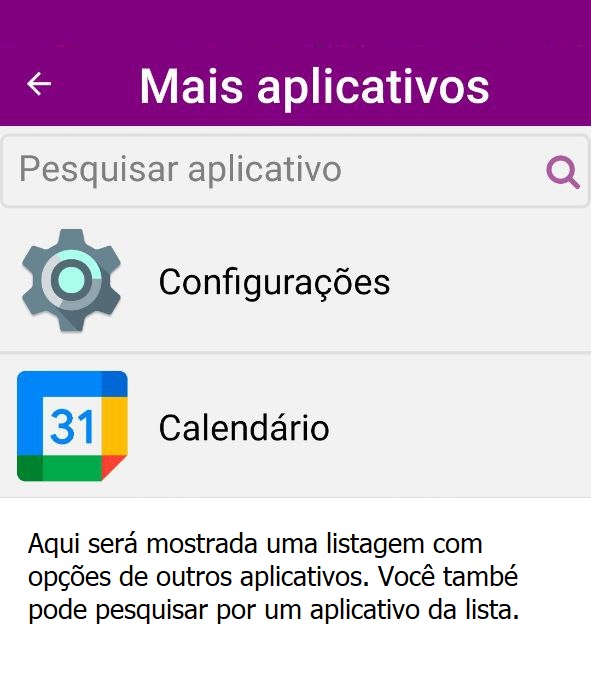 Mais aplicativos
Pesquisar aplicativo
Configurações
31
Calendário
Aqui será mostrada uma listagem com
opções de outros aplicativos. Você também
pode pesquisar por um aplicativo da lista.